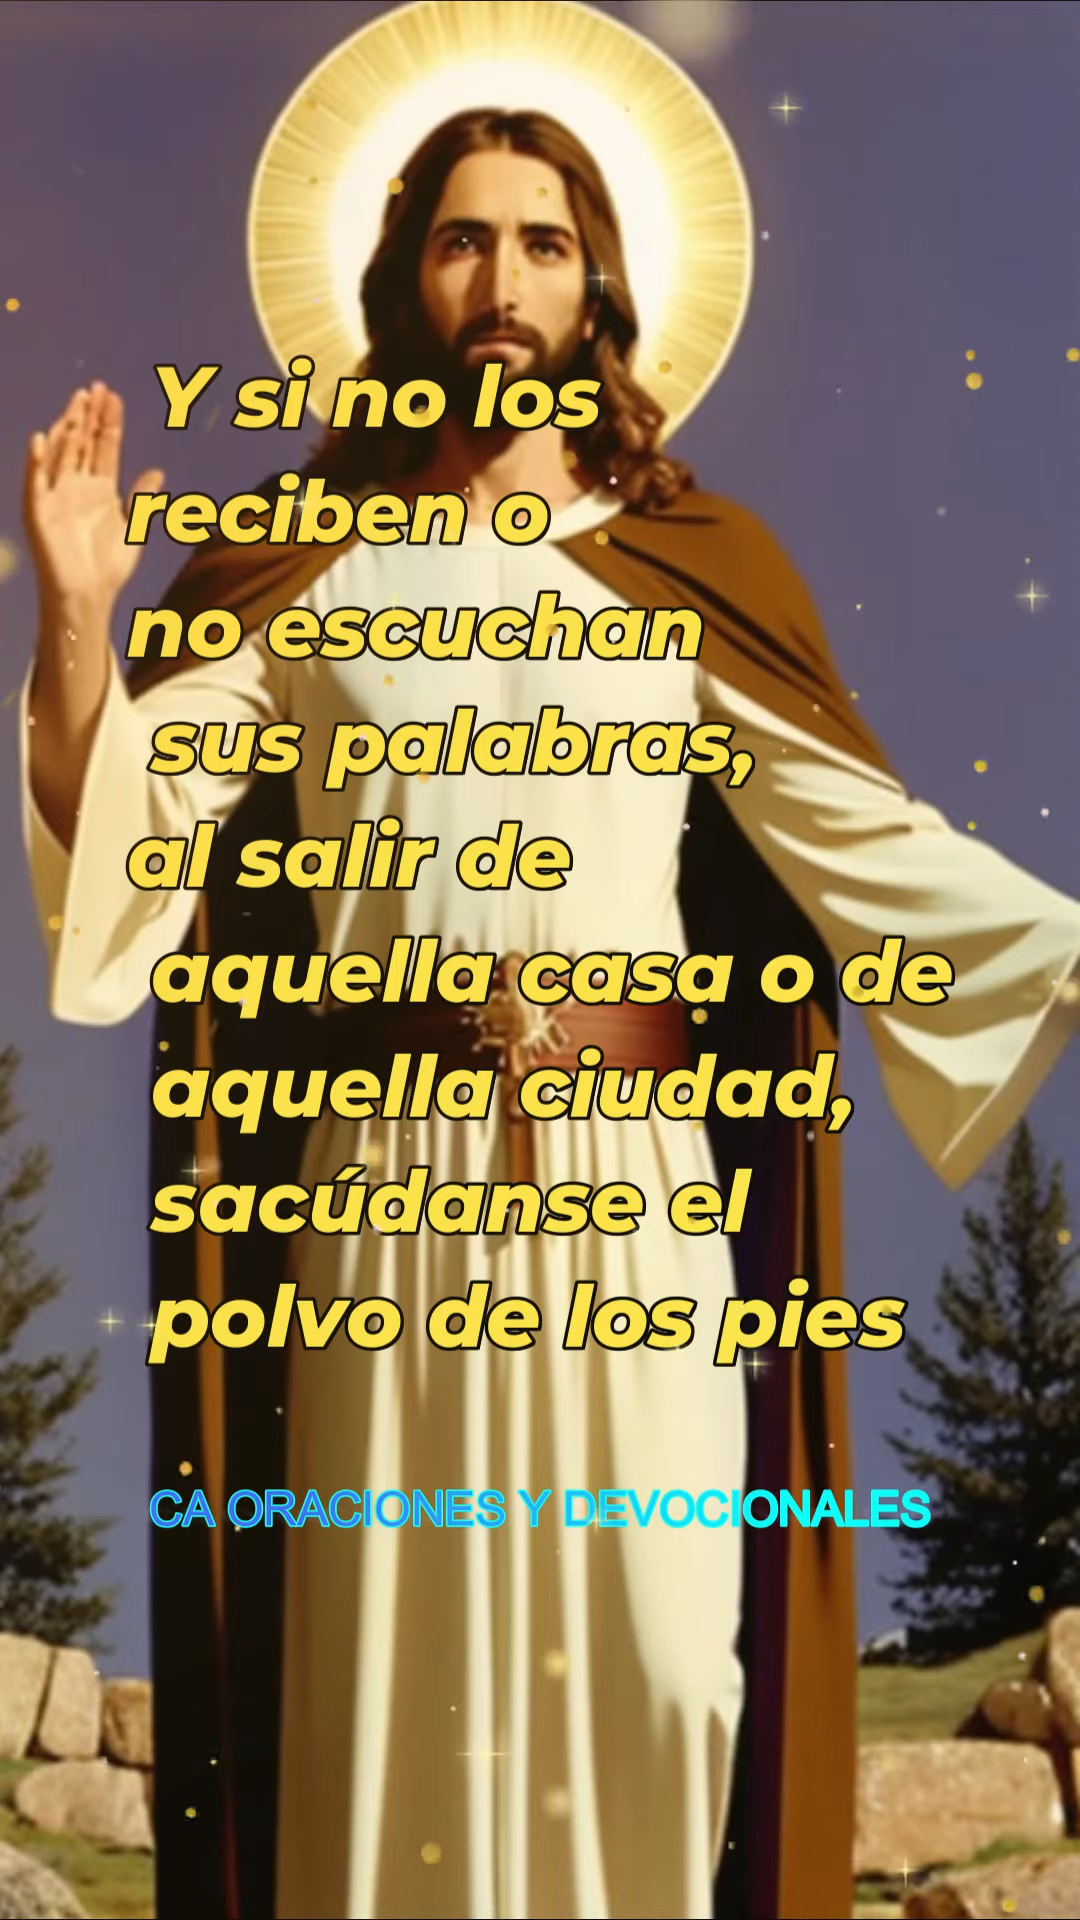 Y si no los
reciben o
no escuchan
sus palabras,
al salir de
aquella casa o de
aquella ciudad,
sacúdanse el
polvo de los pies
CA ORACIONES Y DEVOCIONALES